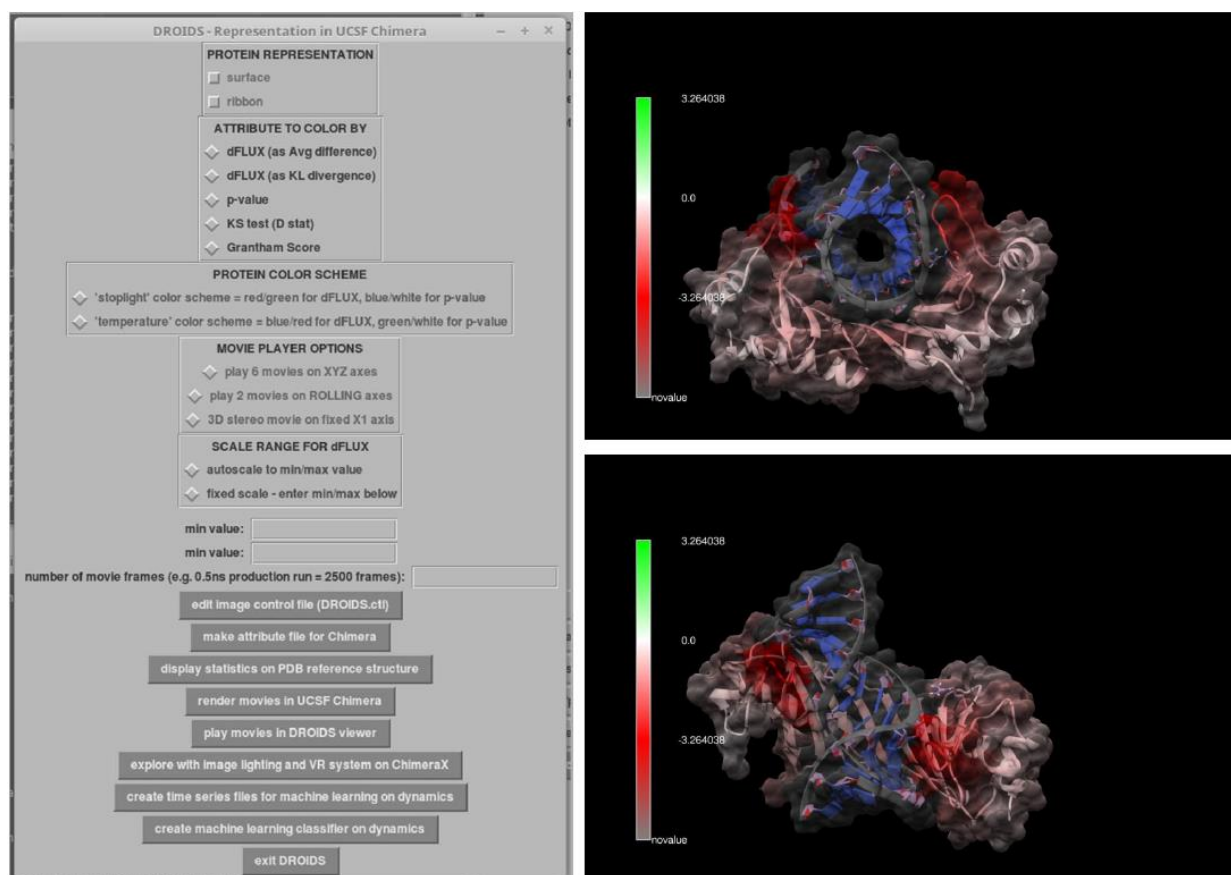 DROIDS - Representation in UCSF Chimera
PROTEIN REPRESENTATION
surface
ribbon
ATTRIBUTE TO COLOR BY
dFLUX (as Avg difference)
dFLUX (as KL divergence)
p-value
KS test (D stat)
Grantham Score
PROTEIN COLOR SCHEME
'stoplight' color scheme = red/green for dFLUX, blue/white for p-value
'temperature' color scheme = blue/red for dFLUX, green/white for p-value
MOVIE PLAYER OPTIONS
play 6 movies on XYZ axes
play 2 movies on ROLLING axes
3D stereo movie on fixed X1 axis
SCALE RANGE FOR dFLUX
autoscale to min/max value
fixed scale - enter min/max below
min value:
min value:
number of movie frames (e.g. 0.5ns production run = 2500 frames):
edit image control file (DROIDS.ctl)
make attribute file for Chimera
display statistics on PDB reference structure
render movies in UCSF Chimera
play movies in DROIDS viewer
explore with image lighting and VR system on ChimeraX
create time series files for machine learning on dynamics
create machine learning classifier on dynamics
exit DROIDS
3.264038
0.0
-3.264038
novalue
3.264038
0.0
-3.264038
novalue